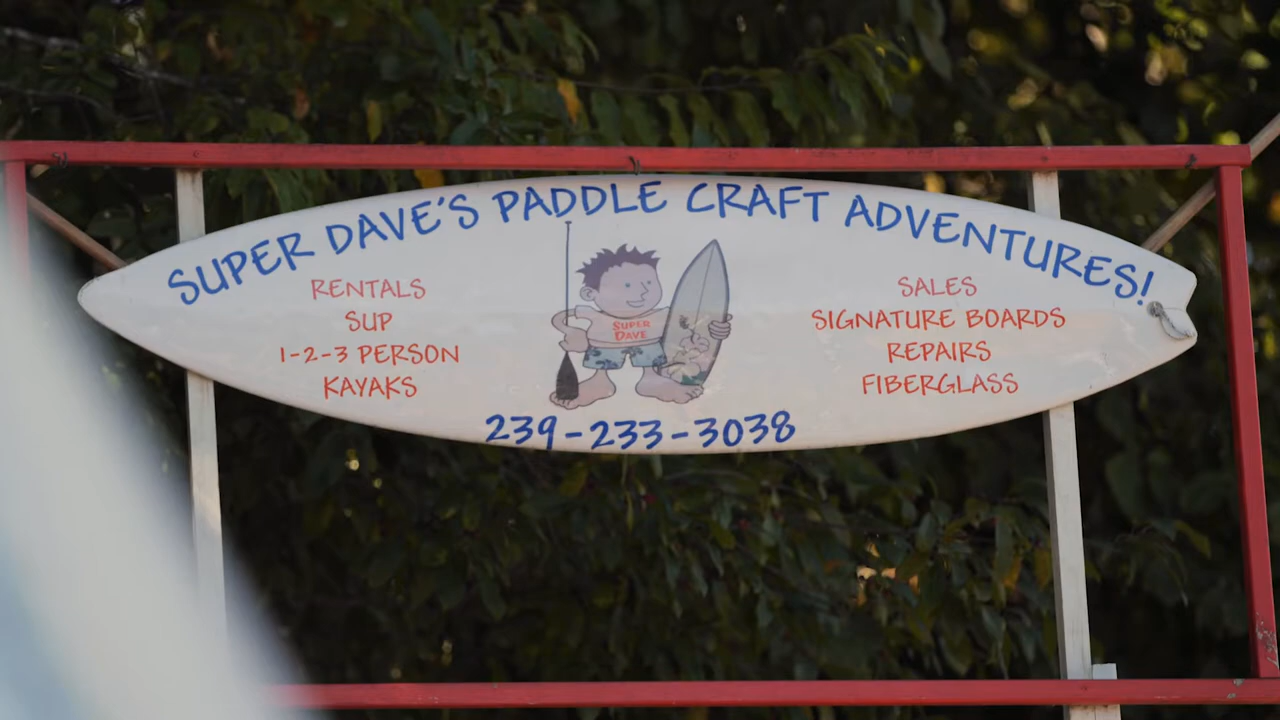 SUPER DAVE'S PADDLE CRAFT ADVENTURES!
RENTALS
SUP
1-2-3 PERSON
KAYAKS
SUPER
DAVE
SALES
SIGNATURE BOARDS
REPAIRS
FIBERGLASS
239-233-3038